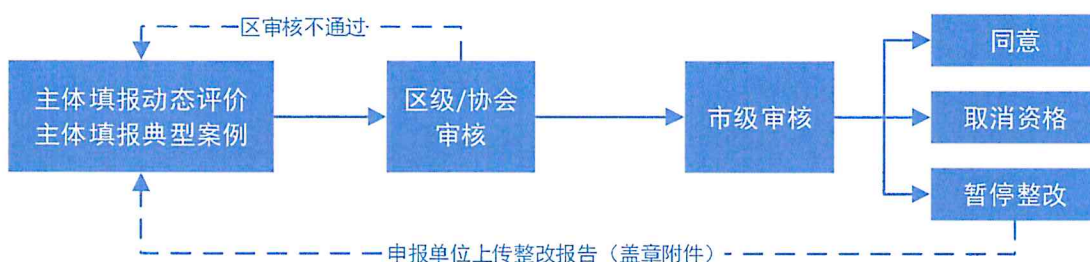 区审核不通过
同意
主体填报动态评价
主体填报典型案例
区级/协会
审核
市级审核
取消资格
暂停整改
申报单位上传整改报告（盖章附件）